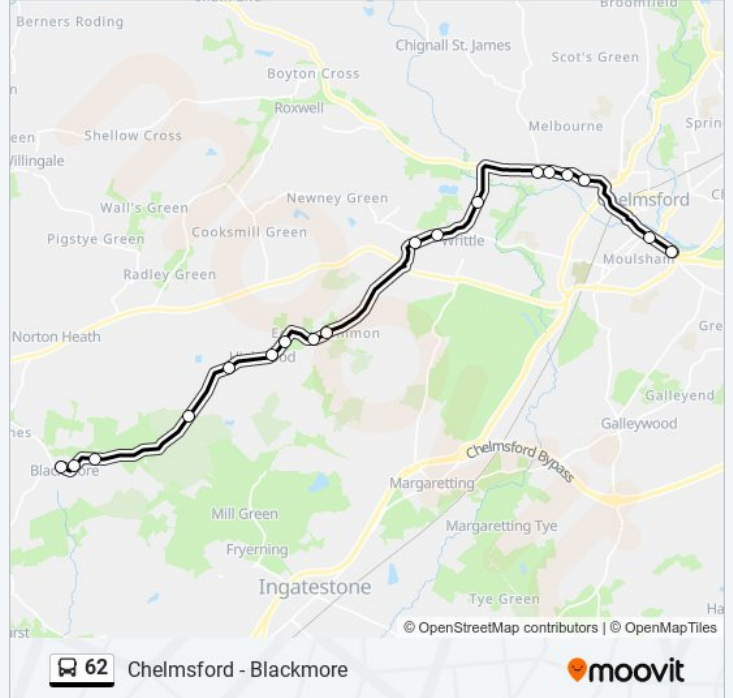 Broomfield
Berners Roding
Chignall St. James
Scot's Green
Boyton Cross
Roxwell
Melbourne
Shellow Cross
Willingale
Newney Green
Wall's Green
Cooksmill Green
Pigstye Green
Writtle
Moulsham
Radley Green
Norton Heath
Galleyend
Galleywood
Chelmsford Bypass
Margaretting
Mill Green
Margaretting Tye
Fryerning
Ingatestone
Tye Green
© OpenStreetMap contributors | © OpenMapTiles
62 Chelmsford - Blackmore
moovit